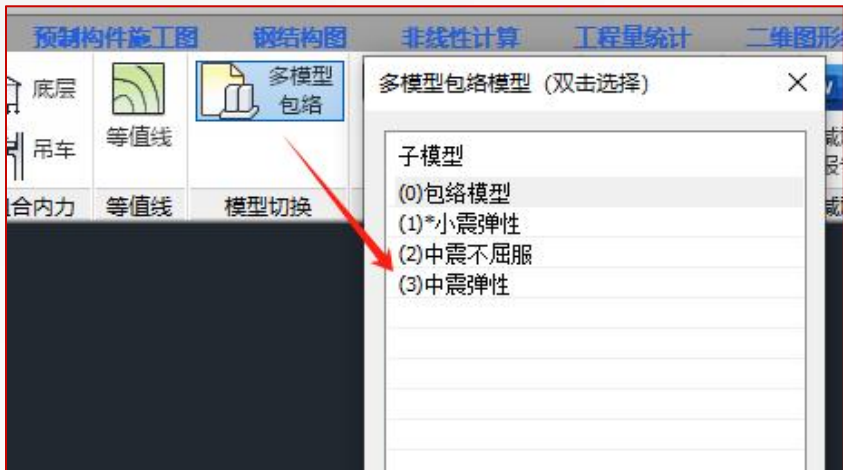 预制构件施工图 钢结构图 非线性计算 工程量统计 二维图形
底层
吊车
等值线
多模型
包络
合内力 等值线 模型切换
多模型包络模型 (双击选择)
子模型
(0)包络模型
(1)*小震弹性
(2)中震不屈服
(3)中震弹性